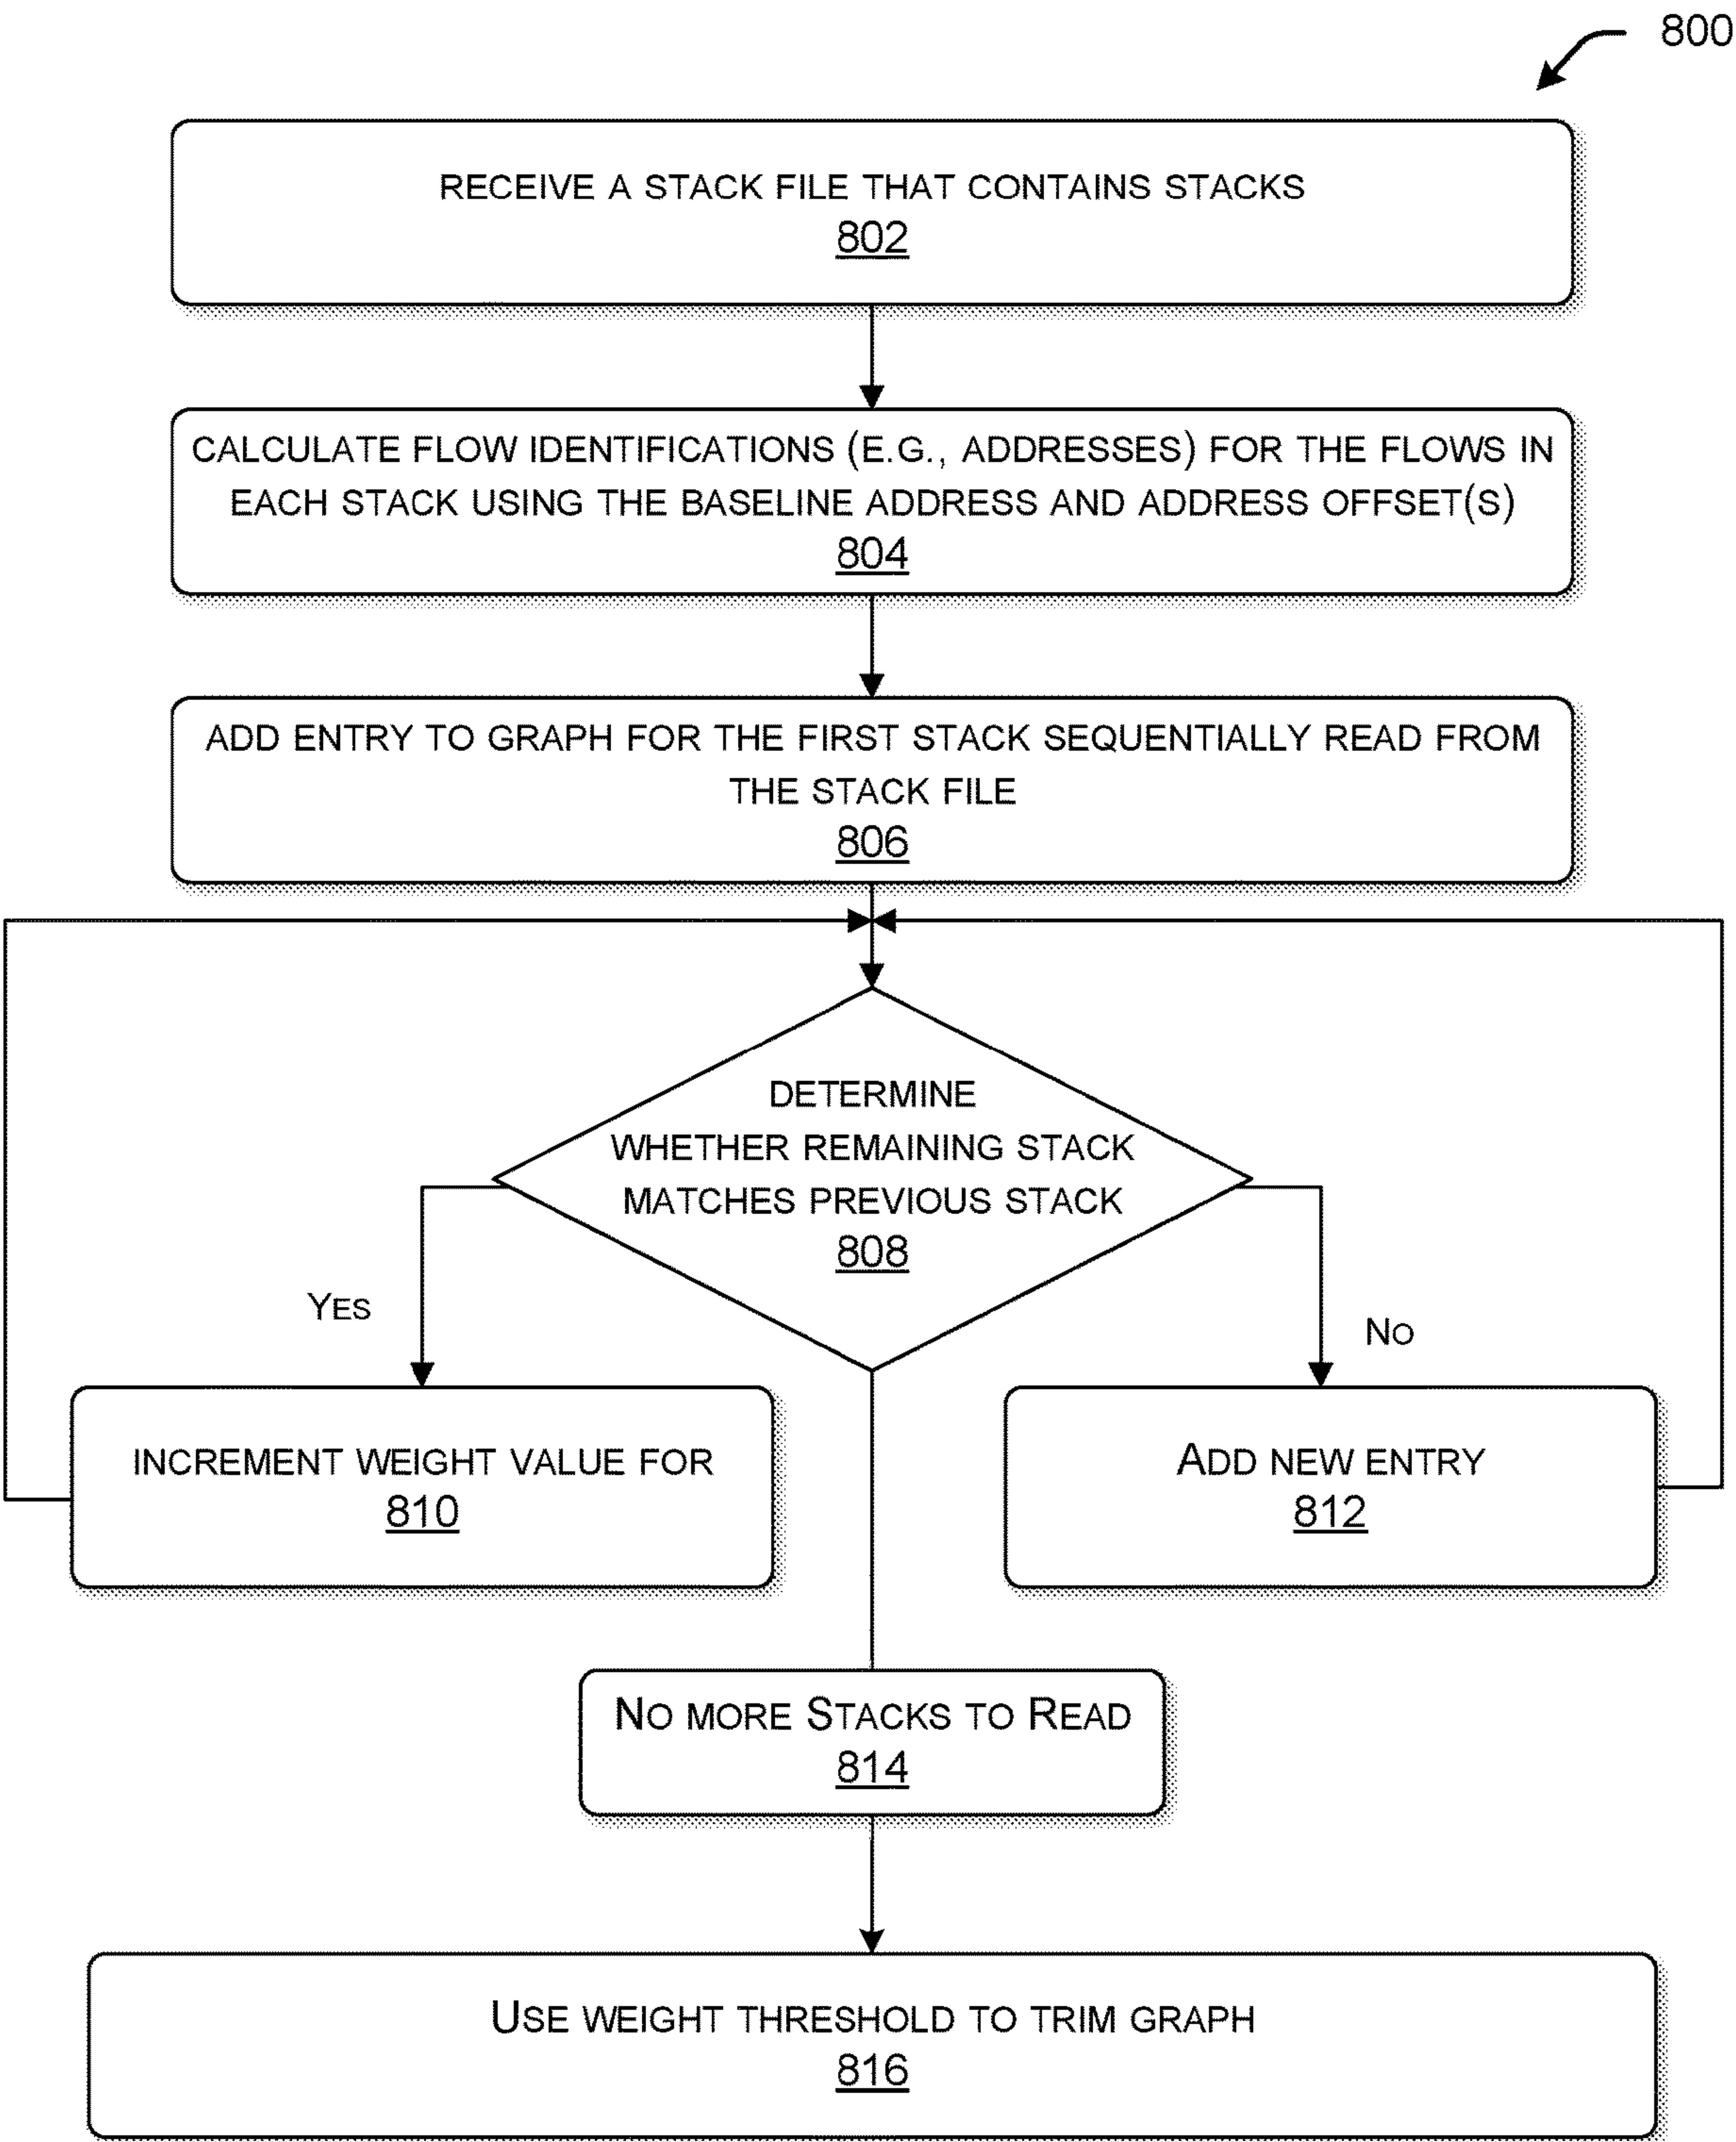 800
RECEIVE A STACK FILE THAT CONTAINS STACKS
802
CALCULATE FLOW IDENTIFICATIONS (E.G., ADDRESSES) FOR THE FLOWS IN
EACH STACK USING THE BASELINE ADDRESS AND ADDRESS OFFSET(S)
804
ADD ENTRY TO GRAPH FOR THE FIRST STACK SEQUENTIALLY READ FROM
THE STACK FILE
806
DETERMINE
WHETHER REMAINING STACK
MATCHES PREVIOUS STACK
808
YES
NO
INCREMENT WEIGHT VALUE FOR
810
ADD NEW ENTRY
812
NO MORE STACKS TO READ
814
USE WEIGHT THRESHOLD TO TRIM GRAPH
816